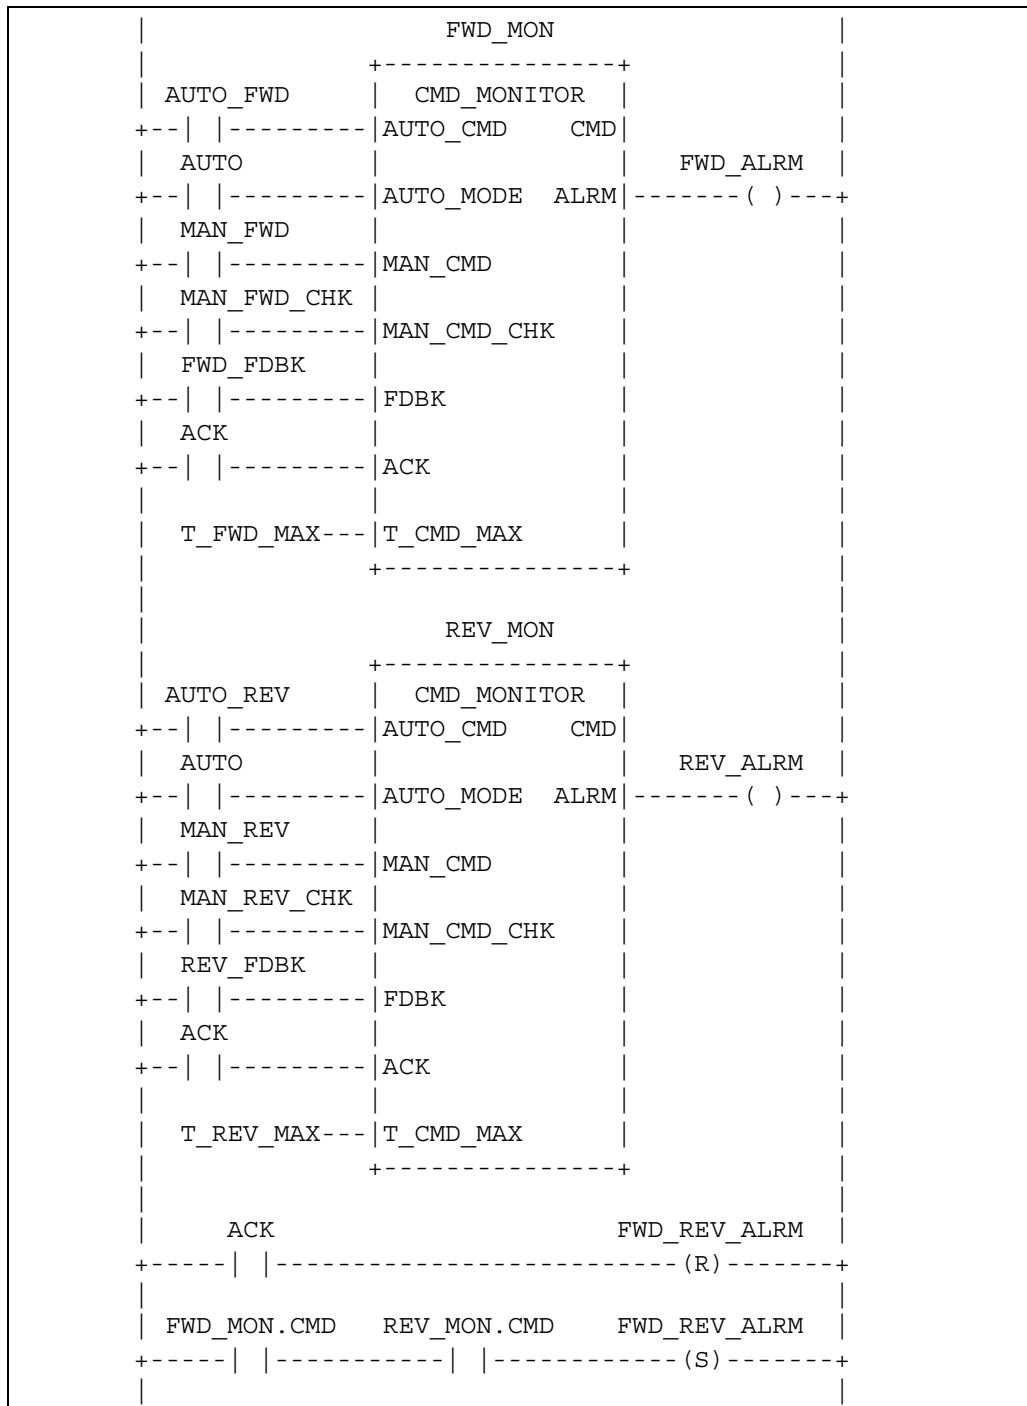 |                   FWD_MON                  |
|              +---------------+             |
| AUTO_FWD     |  CMD_MONITOR  |             |
+--| |---------|AUTO_CMD    CMD|             |
|  AUTO        |               |   FWD_ALRM  |
+--| |---------|AUTO_MODE  ALRM|-------( )---+
|  MAN_FWD     |               |             |
+--| |---------|MAN_CMD        |             |
|  MAN_FWD_CHK |               |             |
+--| |---------|MAN_CMD_CHK    |             |
|  FWD_FDBK    |               |             |
+--| |---------|FDBK           |             |
|  ACK         |               |             |
+--| |---------|ACK            |             |
|              |               |             |
|  T_FWD_MAX---|T_CMD_MAX      |             |
|              +---------------+             |
|                                            |
|                   REV_MON                  |
|              +---------------+             |
| AUTO_REV     |  CMD_MONITOR  |             |
+--| |---------|AUTO_CMD    CMD|             |
|  AUTO        |               |   REV_ALRM  |
+--| |---------|AUTO_MODE  ALRM|-------( )---+
|  MAN_REV     |               |             |
+--| |---------|MAN_CMD        |             |
|  MAN_REV_CHK |               |             |
+--| |---------|MAN_CMD_CHK    |             |
|  REV_FDBK    |               |             |
+--| |---------|FDBK           |             |
|  ACK         |               |             |
+--| |---------|ACK            |             |
|              |               |             |
|  T_REV_MAX---|T_CMD_MAX      |             |
|              +---------------+             |
|                                            |
|     ACK                      FWD_REV_ALRM  |
+-----| |--------------------------(R)-------+
|                                            |
| FWD_MON.CMD   REV_MON.CMD    FWD_REV_ALRM  |
+-----| |-----------| |------------(S)-------+
|                                            |